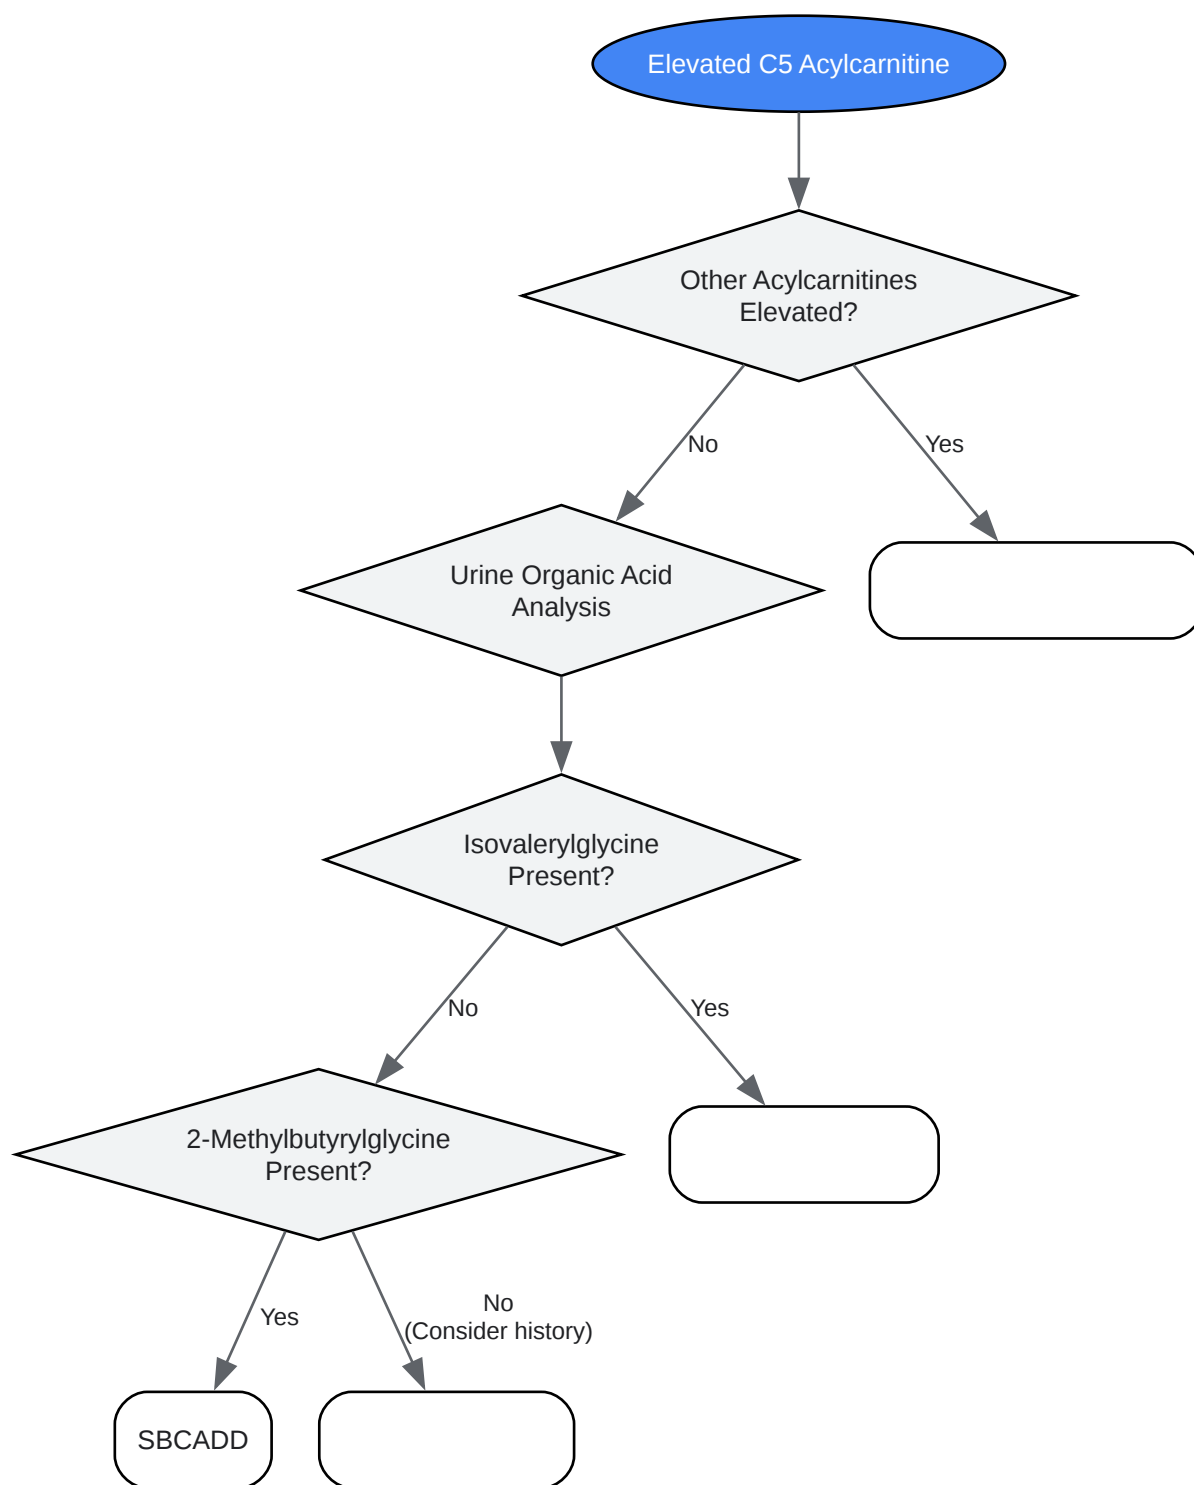 Elevated C5 Acylcarnitine
Other Acylcarnitines
Elevated?
No
Yes
Urine Organic Acid
Analysis
Isovalerylglycine
Present?
No
Yes
2-Methylbutyrylglycine
Present?
Yes
No
(Consider history)
SBCADD